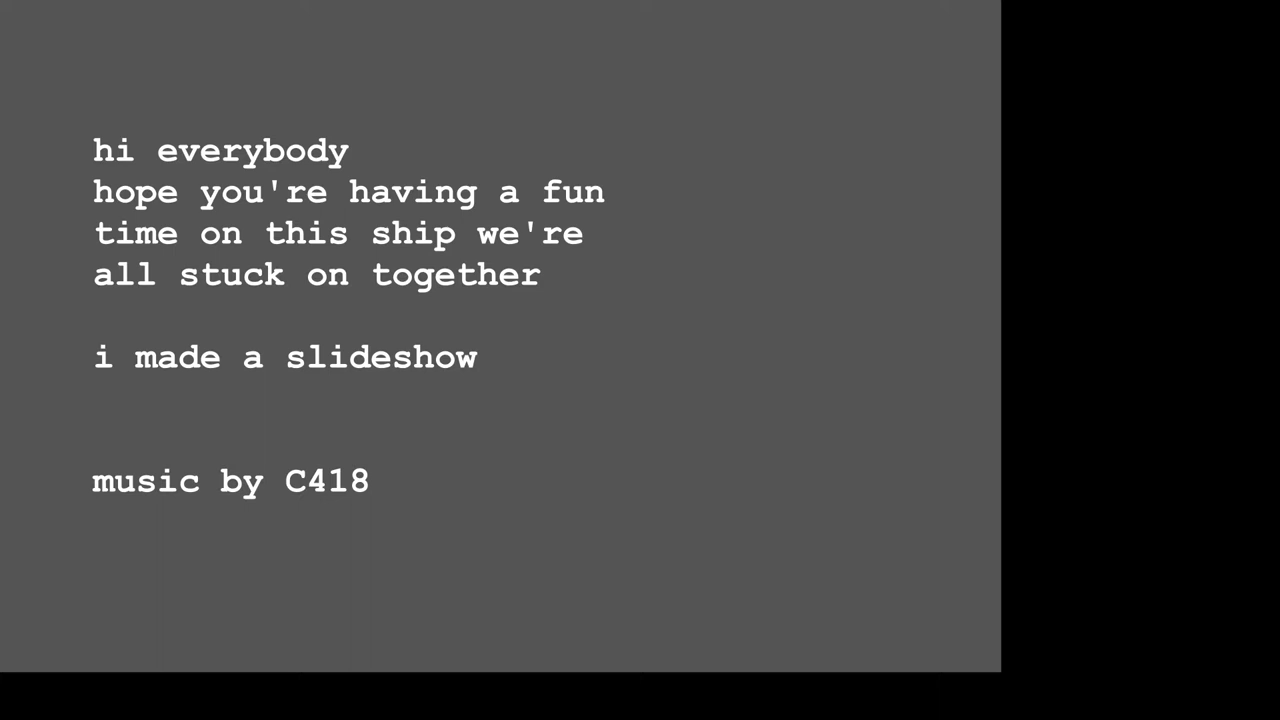 hi everybody
hope you're having a fun
time on this ship we're
all stuck on together
i made a slideshow
music by C418